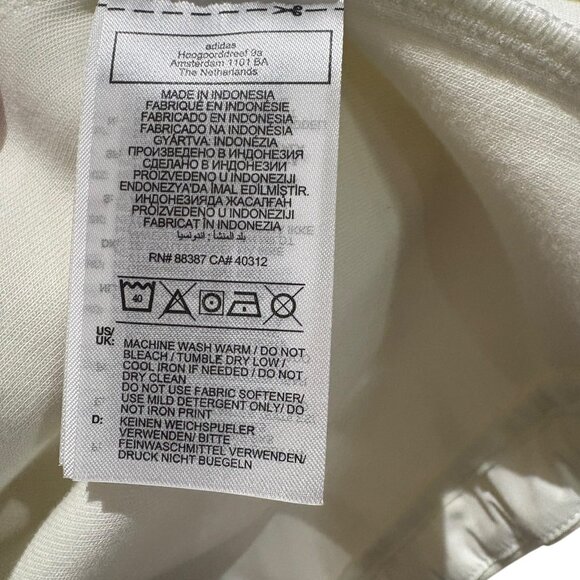 adidas
Hoogoorddreef 9a
Amsterdam 1101 BA
The Netherlands
MADE IN INDONESIA
FABRIQUÉ EN INDONÉSIE
FABRICADO EN INDONESIA
FABRICADO NA INDONÉSIA
GYÁRTVA: INDONÉZIA
ПРОИЗВЕДЕНО В ИНДОНЕЗИЯ
СДЕЛАНО В ИНДОНЕЗИИ
PROIZVEDENO U INDONEZIJI
ENDONEZYA'DA İMAL EDİLMİŞTİR.
ИНДОНЕЗИЯДА ЖАСАЛҒАН
PROIZVEDENO U INDONEZIJI
FABRICAT ÎN INDONEZIA
بلد المنشأ : اندونسيا
RN# 88387 CA# 40312
40
US/
UK:
MACHINE WASH WARM / DO NOT
BLEACH / TUMBLE DRY LOW /
COOL IRON IF NEEDED / DO NOT
DRY CLEAN
DO NOT USE FABRIC SOFTENER/
USE MILD DETERGENT ONLY/ DO
NOT IRON PRINT
D: KEINEN WEICHSPUELER
VERWENDEN/ BITTE
FEINWASCHMITTEL VERWENDEN/
DRUCK NICHT BUEGELN